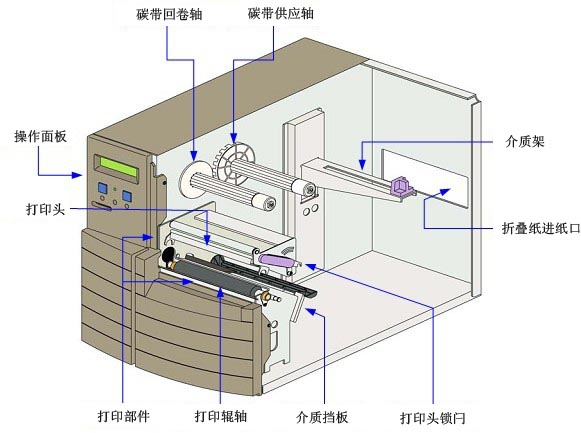 碳带回卷轴
碳带供应轴
操作面板
介质架
打印头
折叠纸进纸口
打印部件
打印辊轴
介质挡板
打印头锁闩